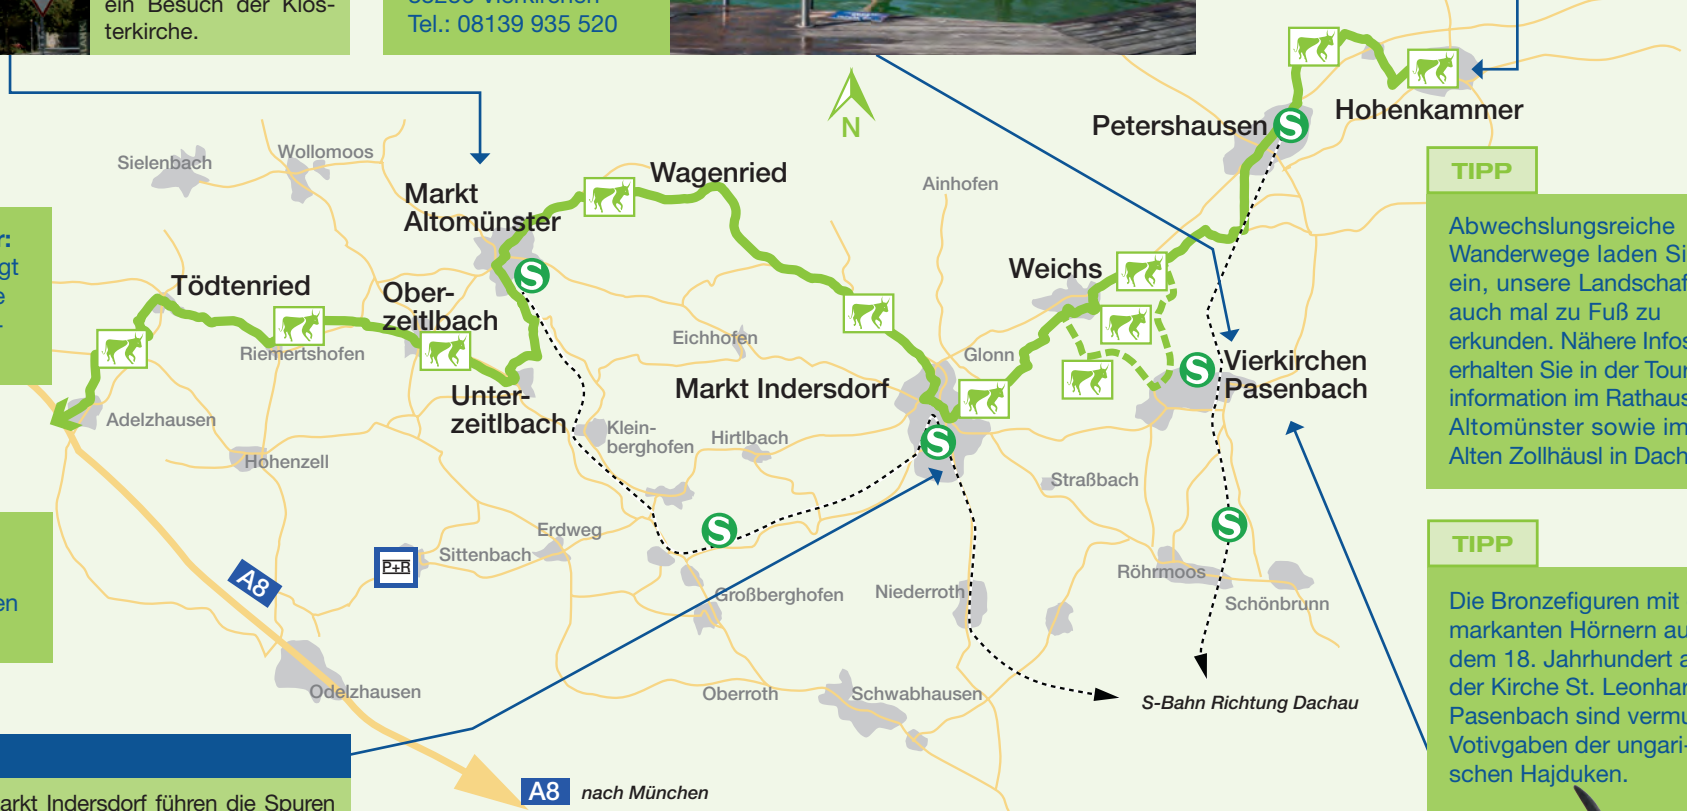 ein Besuch der Klos-
terkirche.
Tel.: 08139 935 520
N
Hohenkammer
Petershausen
S
Sielenbach
Wollomoos
Markt
Altomünster
Wagenried
Ainhofen
S
Weichs
Tödtenried
Ober-
zeitlbach
Riemertshofen
Eichhofen
Glonn
Markt Indersdorf
S
Vierkirchen
Pasenbach
Unter-
zeitlbach
Adelzhausen
Klein-
berghofen
Hirtlbach
S
Hohenzell
Straßbach
Erdweg
S
S
Sittenbach
P+R
A8
Großberghofen
Niederroth
Röhrmoos
Schönbrunn
Odelzhausen
Oberroth
Schwabhausen
S-Bahn Richtung Dachau
A8 nach München
r:
gt
e
en
arkt Indersdorf führen die Spuren
TIPP
Abwechslungsreiche
Wanderwege laden Si
ein, unsere Landschaf
auch mal zu Fuß zu
erkunden. Nähere Infos
erhalten Sie in der Tour
information im Rathaus
Altomünster sowie im
Alten Zollhäusl in Dach
TIPP
Die Bronzefiguren mit
markanten Hörnern au
dem 18. Jahrhundert a
der Kirche St. Leonhar
Pasenbach sind vermu
Votivgaben der ungari-
schen Hajduken.